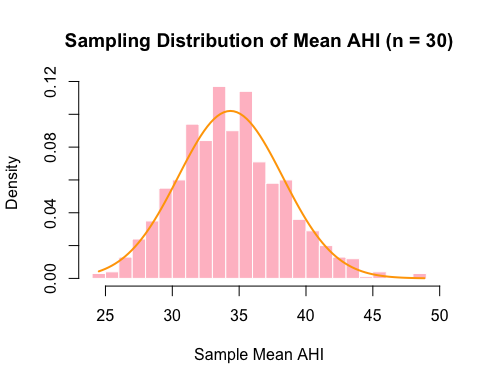 Sampling Distribution of Mean AHI (n = 30)
Density
0.12
0.08
0.04
0.00
25 30 35 40 45 50
Sample Mean AHI